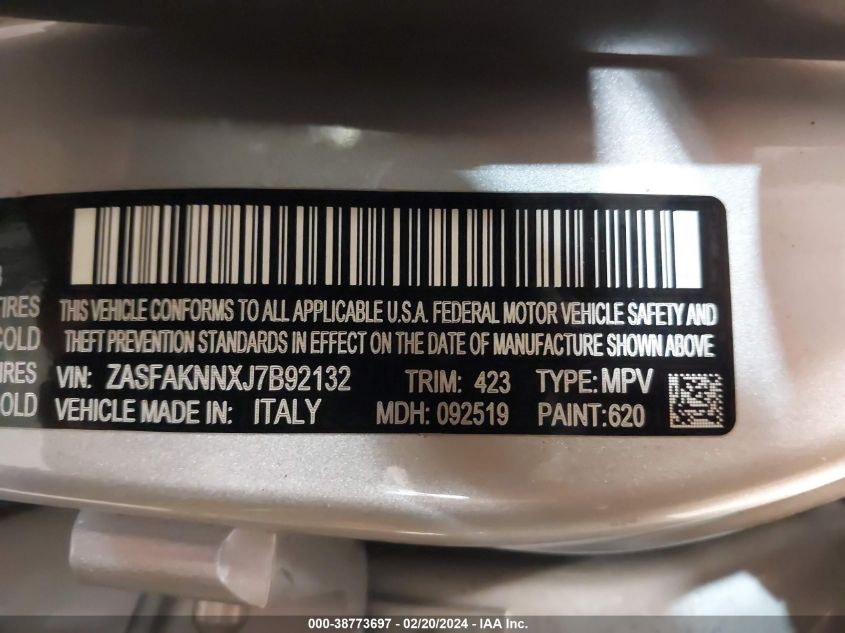 THIS VEHICLE CONFORMS TO ALL APPLICABLE U.S.A. FEDERAL MOTOR VEHICLE SAFETY AND
TIRES
THEFT PREVENTION STANDARDS IN EFFECT ON THE DATE OF MANUFACTURE SHOWN ABOVE
COLD
VIN: ZASFAKNNXJ7B92132 TRIM: 423 TYPE: MPV
IRES
VEHICLE MADE IN: ITALY MDH: 092519 PAINT: 620
OLD
000-38773697 - 02/20/2024 - IAA Inc.